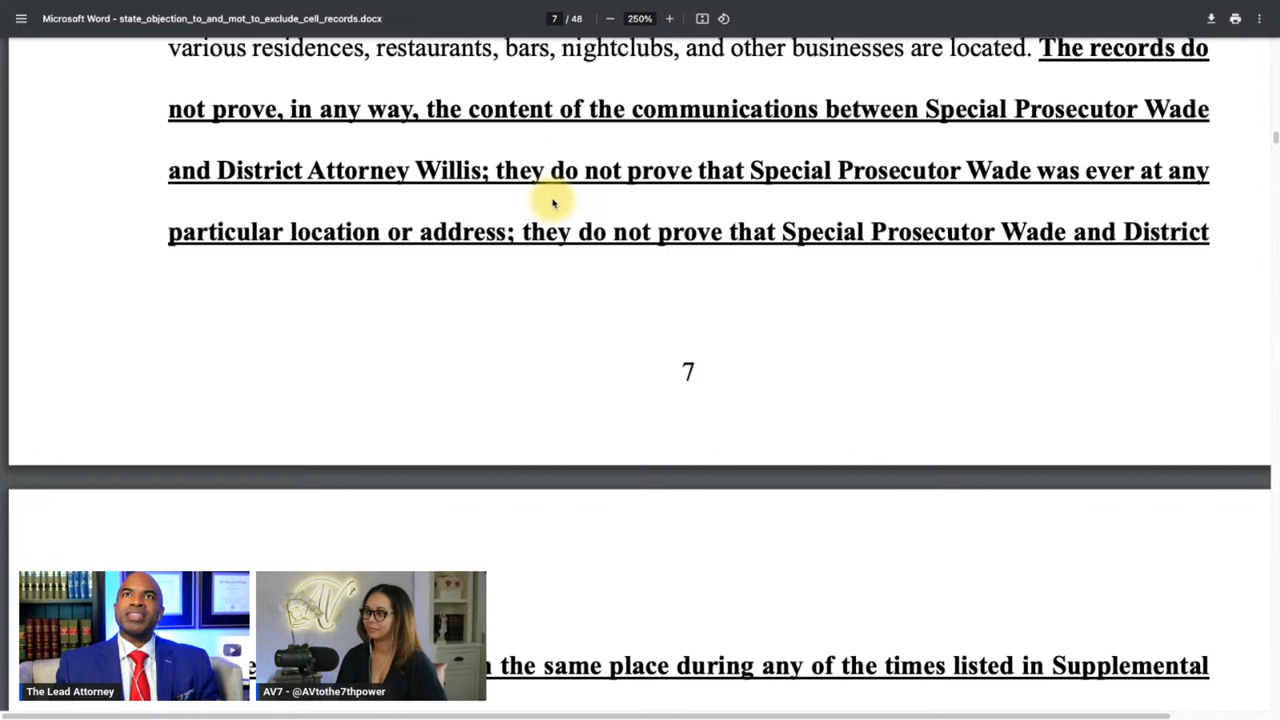 Microsoft Word - state_objection_to_and_mot_to_exclude_cell_records.docx
7 / 48
250%
various residences, restaurants, bars, nightclubs, and other businesses are located. The records do
not prove, in any way, the content of the communications between Special Prosecutor Wade
and District Attorney Willis; they do not prove that Special Prosecutor Wade was ever at any
particular location or address; they do not prove that Special Prosecutor Wade and District
7
the same place during any of the times listed in Supplemental
The Lead Attorney
AV7 - @AVtothe7thpower